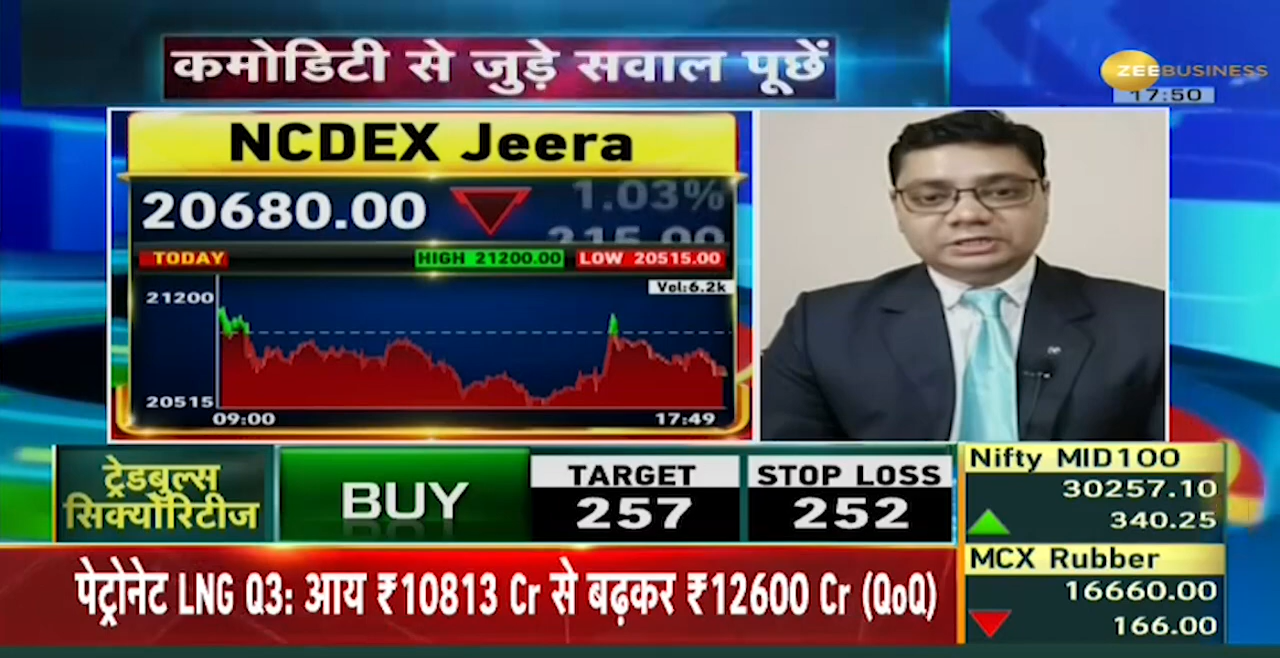 कमोडिटी से जुड़े सवाल पूछें
ZEEBUSINESS
17:50
NCDEX Jeera
20680.00
1.03%
215.00
TODAY
HIGH 21200.00
LOW 20515.00
Vol:6.2k
21200
20515
09:00
17:49
ट्रेडबुल्स
सिक्योरिटीज
BUY
TARGET
257
STOP LOSS
252
Nifty MID100
30257.10
340.25
MCX Rubber
16660.00
166.00
पेट्रोनेट LNG Q3: आय ₹10813 Cr से बढ़कर ₹12600 Cr (QoQ)